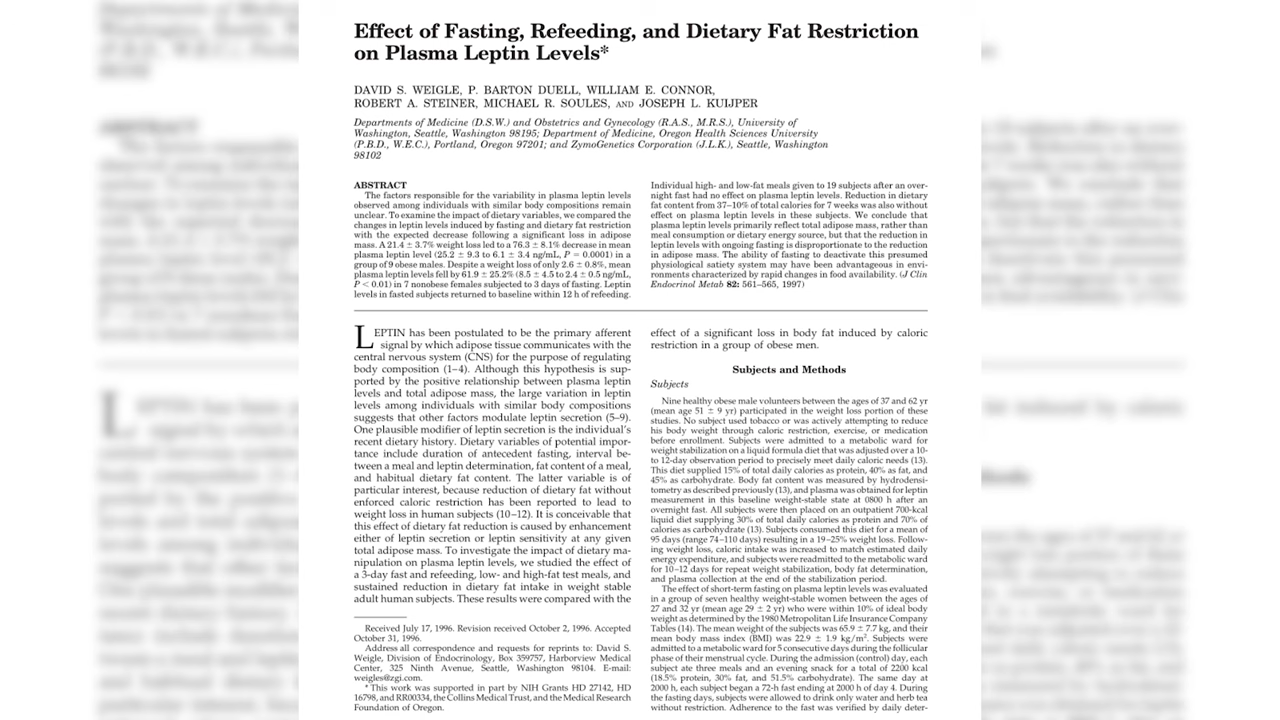 Effect of Fasting, Refeeding, and Dietary Fat Restriction
on Plasma Leptin Levels*
DAVID S. WEIGLE, P. BARTON DUELL, WILLIAM E. CONNOR,
ROBERT A. STEINER, MICHAEL R. SOULES, AND JOSEPH L. KUIJPER
Departments of Medicine (D.S.W.) and Obstetrics and Gynecology (R.A.S., M.R.S.), University of
Washington, Seattle, Washington 98195; Department of Medicine, Oregon Health Sciences University
(P.B.D., W.E.C.), Portland, Oregon 97201; and ZymoGenetics Corporation (J.L.K.), Seattle, Washington
98102
ABSTRACT
The factors responsible for the variability in plasma leptin levels
observed among individuals with similar body compositions remain
unclear. To examine the impact of dietary variables, we compared the
changes in leptin levels induced by fasting and dietary fat restriction
with the expected decrease following a significant loss in adipose
mass. A 21.4 ± 3.7% weight loss led to a 76.3 ± 8.1% decrease in mean
plasma leptin level (25.2 ± 9.3 to 6.1 ± 3.4 ng/mL, P = 0.0001) in a
group of 9 obese males. Despite a weight loss of only 2.6 ± 0.8%, mean
plasma leptin levels fell by 61.9 ± 25.2% (8.5 ± 4.5 to 2.4 ± 0.5 ng/mL,
P < 0.01) in 7 nonobese females subjected to 3 days of fasting. Leptin
levels in fasted subjects returned to baseline within 12 h of refeeding.
Individual high- and low-fat meals given to 19 subjects after an over-
night fast had no effect on plasma leptin levels. Reduction in dietary
fat content from 37–10% of total calories for 7 weeks was also without
effect on plasma leptin levels in these subjects. We conclude that
plasma leptin levels primarily reflect total adipose mass, rather than
meal consumption or dietary energy source, but that the reduction in
leptin levels with ongoing fasting is disproportionate to the reduction
in adipose mass. The ability of fasting to deactivate this presumed
physiological satiety system may have been advantageous in envi-
ronments characterized by rapid changes in food availability. (J Clin
Endocrinol Metab 82: 561–565, 1997)
LEPTIN has been postulated to be the primary afferent
signal by which adipose tissue communicates with the
central nervous system (CNS) for the purpose of regulating
body composition (1–4). Although this hypothesis is sup-
ported by the positive relationship between plasma leptin
levels and total adipose mass, the large variation in leptin
levels among individuals with similar body compositions
suggests that other factors modulate leptin secretion (5–9).
One plausible modifier of leptin secretion is the individual's
recent dietary history. Dietary variables of potential impor-
tance include duration of antecedent fasting, interval be-
tween a meal and leptin determination, fat content of a meal,
and habitual dietary fat content. The latter variable is of
particular interest, because reduction of dietary fat without
enforced caloric restriction has been reported to lead to
weight loss in human subjects (10–12). It is conceivable that
this effect of dietary fat reduction is caused by enhancement
either of leptin secretion or leptin sensitivity at any given
total adipose mass. To investigate the impact of dietary ma-
nipulation on plasma leptin levels, we studied the effect of
a 3-day fast and refeeding, low- and high-fat test meals, and
sustained reduction in dietary fat intake in weight stable
adult human subjects. These results were compared with the
Received July 17, 1996. Revision received October 2, 1996. Accepted
October 31, 1996.
Address all correspondence and requests for reprints to: David S.
Weigle, Division of Endocrinology, Box 359757, Harborview Medical
Center, 325 Ninth Avenue, Seattle, Washington 98104. E-mail:
weigles@zgi.com.
* This work was supported in part by NIH Grants HD 27142, HD
16798, and RR00334, the Collins Medical Trust, and the Medical Research
Foundation of Oregon.
effect of a significant loss in body fat induced by caloric
restriction in a group of obese men.
Subjects and Methods
Subjects
Nine healthy obese male volunteers between the ages of 37 and 62 yr
(mean age 51 ± 9 yr) participated in the weight loss portion of these
studies. No subject used tobacco or was actively attempting to reduce
his body weight through caloric restriction, exercise, or medication
before enrollment. Subjects were admitted to a metabolic ward for
weight stabilization on a liquid formula diet that was adjusted over a 10-
to 12-day observation period to precisely meet daily caloric needs (13).
This diet supplied 15% of total daily calories as protein, 40% as fat, and
45% as carbohydrate. Body fat content was measured by hydrodensi-
tometry as described previously (13), and plasma was obtained for leptin
measurement in this baseline weight-stable state at 0800 h after an
overnight fast. All subjects were then placed on an outpatient 700-kcal
liquid diet supplying 30% of total daily calories as protein and 70% of
calories as carbohydrate (13). Subjects consumed this diet for a mean of
95 days (range 74–110 days) resulting in a 19–25% weight loss. Follow-
ing weight loss, caloric intake was increased to match estimated daily
energy expenditure, and subjects were readmitted to the metabolic ward
for 10–12 days for repeat weight stabilization, body fat determination,
and plasma collection at the end of the stabilization period.
The effect of short-term fasting on plasma leptin levels was evaluated
in a group of seven healthy weight-stable women between the ages of
27 and 32 yr (mean age 29 ± 2 yr) who were within 10% of ideal body
weight as determined by the 1980 Metropolitan Life Insurance Company
Tables (14). The mean weight of the subjects was 65.9 ± 7.7 kg, and their
mean body mass index (BMI) was 22.9 ± 1.9 kg/m². Subjects were
admitted to a metabolic ward for 5 consecutive days during the follicular
phase of their menstrual cycle. During the admission (control) day, each
subject ate three meals and an evening snack for a total of 2200 kcal
(18.5% protein, 30% fat, and 51.5% carbohydrate). The same day at
2000 h, each subject began a 72-h fast ending at 2000 h of day 4. During
the fasting days, subjects were allowed to drink only water and herb tea
without restriction. Adherence to the fast was verified by daily deter-